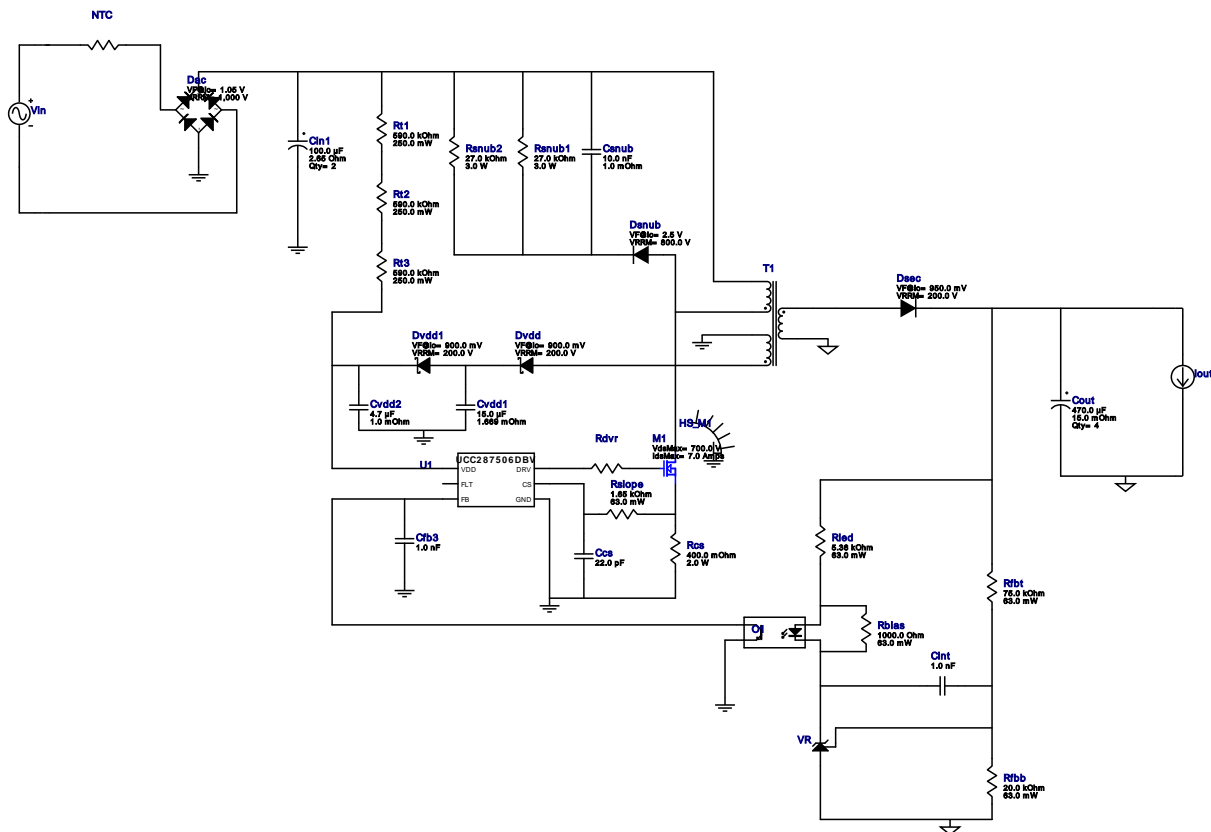 NTC
Vin
Dac
VF@Io= 1.05 V
VRRM= 1,000 V
Cin1
100.0 µF
2.65 Ohm
Qty= 2
Rt1
590.0 kOhm
250.0 mW
Rsnub2
27.0 kOhm
3.0 W
Rsnub1
27.0 kOhm
3.0 W
Csnub
10.0 nF
1.0 mOhm
Rt2
590.0 kOhm
250.0 mW
Dsnub
VF@Io= 2.5 V
VRRM= 800.0 V
Rt3
590.0 kOhm
250.0 mW
T1
Dsec
VF@Io= 950.0 mV
VRRM= 200.0 V
Dvdd1
VF@Io= 900.0 mV
VRRM= 200.0 V
Dvdd
VF@Io= 900.0 mV
VRRM= 200.0 V
Iout
Cvdd2
4.7 µF
1.0 mOhm
Cvdd1
15.0 µF
1.669 mOhm
Cout
470.0 µF
15.0 mOhm
Qty= 4
HS_M1
Rdvr
M1
VdsMax= 700.0 V
IdsMax= 7.0 Amps
U1
UCC287506DBV
VDD
DRV
FLT
CS
FB
GND
Rslope
1.65 kOhm
63.0 mW
Cfb3
1.0 nF
Ccs
22.0 pF
Rcs
400.0 mOhm
2.0 W
Rled
5.36 kOhm
63.0 mW
Rfbt
75.0 kOhm
63.0 mW
O1
Rbias
1000.0 Ohm
63.0 mW
Cint
1.0 nF
VR
Rfbb
20.0 kOhm
63.0 mW